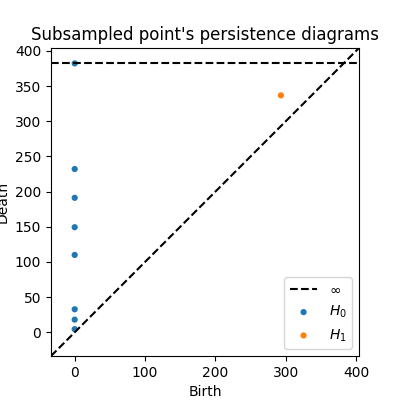 Subsampled point's persistence diagrams
400
350
300
250
200
150
100
50
0
Death
0 100 200 300 400
Birth
∞
H₀
H₁